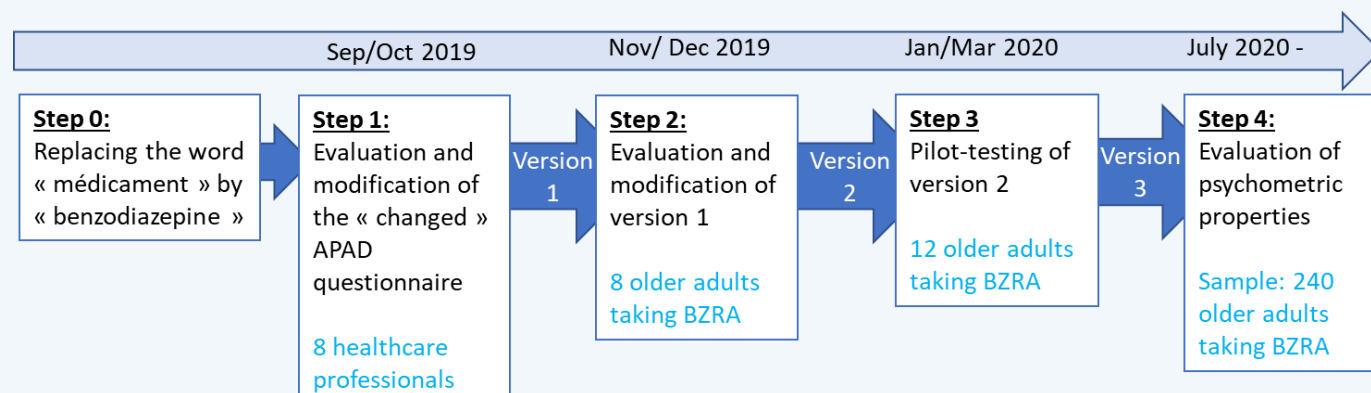 Sep/Oct 2019
Nov/ Dec 2019
Jan/Mar 2020
July 2020 -
Step 0:
Replacing the word
« médicament » by
« benzodiazepine »
Step 1:
Evaluation and
modification of
the « changed »
APAD
questionnaire
8 healthcare
professionals
Version
1
Step 2:
Evaluation and
modification of
version 1
8 older adults
taking BZRA
Version
2
Step 3
Pilot-testing of
version 2
12 older adults
taking BZRA
Version
3
Step 4:
Evaluation of
psychometric
properties
Sample: 240
older adults
taking BZRA